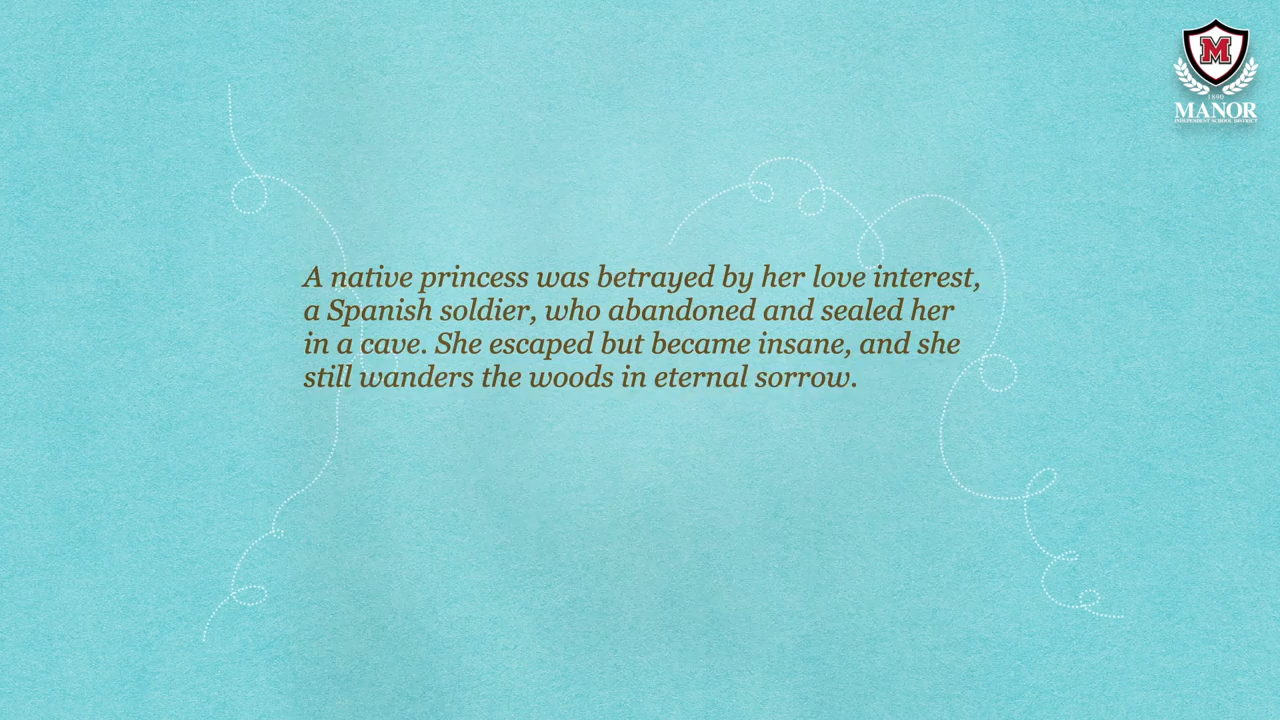 1890
MANOR
INDEPENDENT SCHOOL DISTRICT
A native princess was betrayed by her love interest,
a Spanish soldier, who abandoned and sealed her
in a cave. She escaped but became insane, and she
still wanders the woods in eternal sorrow.